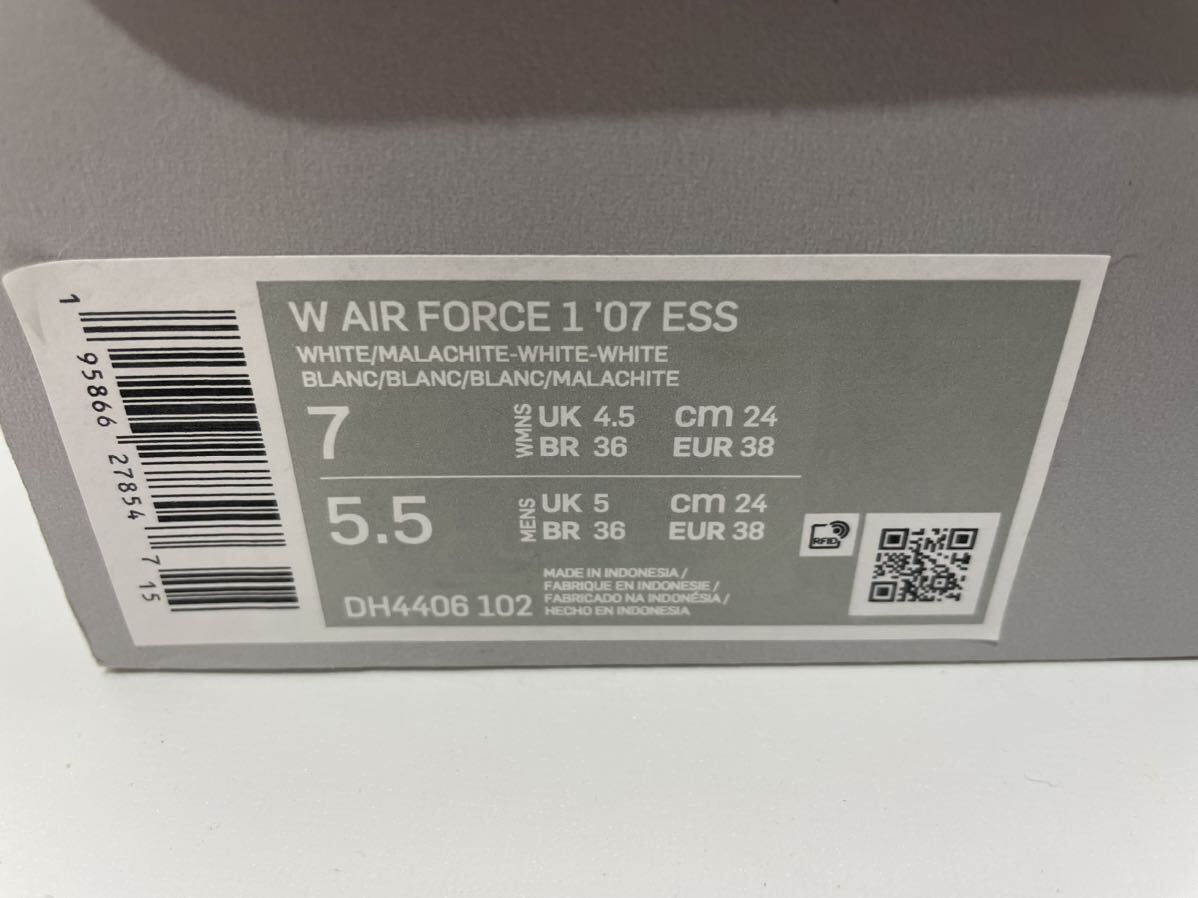 W AIR FORCE 1 '07 ESS
WHITE/MALACHITE-WHITE-WHITE
BLANC/BLANC/BLANC/MALACHITE
7 WMNS UK 4.5 cm 24
BR 36 EUR 38
5.5 MENS UK 5 cm 24
BR 36 EUR 38
DH4406 102
MADE IN INDONESIA /
FABRIQUE EN INDONESIE /
FABRICADO NA INDONÉSIA /
HECHO EN INDONESIA
RFID
1 95866 27854 7 15